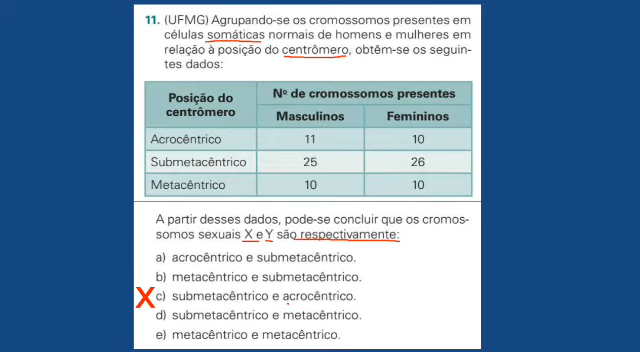 11. (UFMG) Agrupando-se os cromossomos presentes em
células somáticas normais de homens e mulheres em
relação à posição do centrômero, obtêm-se os seguin-
tes dados:
Posição do centrômero Nº de cromossomos presentes
Masculinos Femininos
Acrocêntrico 11 10
Submetacêntrico 25 26
Metacêntrico 10 10
A partir desses dados, pode-se concluir que os cromos-
somos sexuais X e Y são respectivamente:
a) acrocêntrico e submetacêntrico.
b) metacêntrico e submetacêntrico.
X c) submetacêntrico e acrocêntrico.
d) submetacêntrico e metacêntrico.
e) metacêntrico e metacêntrico.